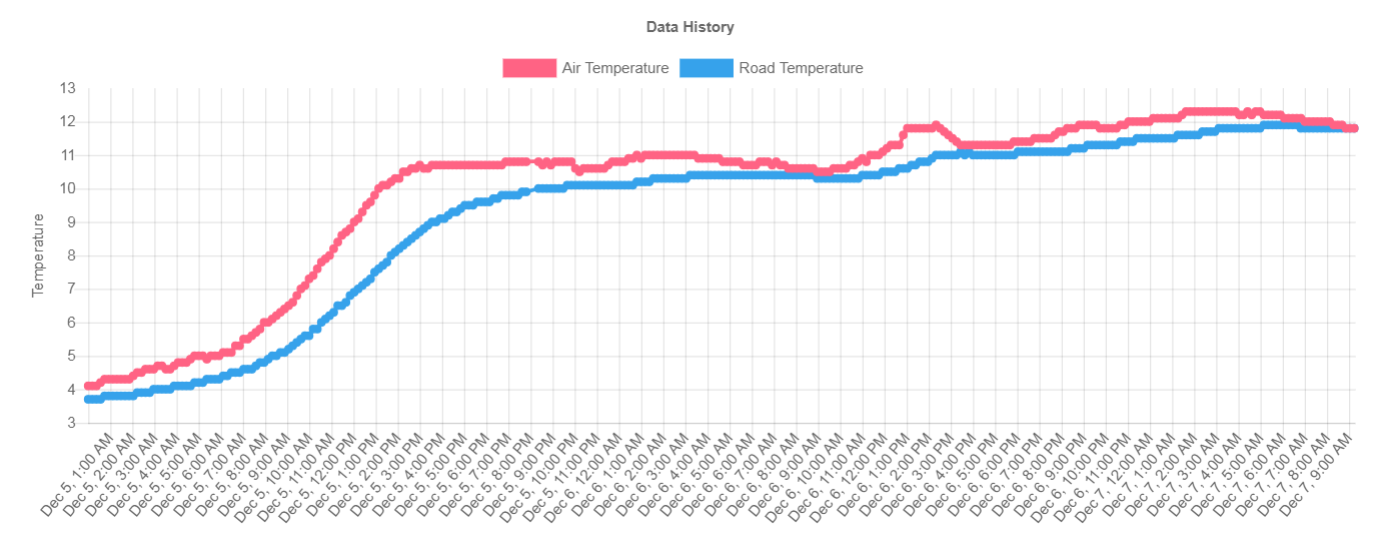 Data History
Air Temperature Road Temperature
13
12
11
10
9
8
7
6
5
4
3
Temperature
Dec 5, 1:00 AM
Dec 5, 2:00 AM
Dec 5, 3:00 AM
Dec 5, 4:00 AM
Dec 5, 5:00 AM
Dec 5, 6:00 AM
Dec 5, 7:00 AM
Dec 5, 8:00 AM
Dec 5, 9:00 AM
Dec 5, 10:00 AM
Dec 5, 11:00 AM
Dec 5, 12:00 PM
Dec 5, 1:00 PM
Dec 5, 2:00 PM
Dec 5, 3:00 PM
Dec 5, 4:00 PM
Dec 5, 5:00 PM
Dec 5, 6:00 PM
Dec 5, 7:00 PM
Dec 5, 8:00 PM
Dec 5, 9:00 PM
Dec 5, 10:00 PM
Dec 5, 11:00 PM
Dec 6, 12:00 AM
Dec 6, 1:00 AM
Dec 6, 2:00 AM
Dec 6, 3:00 AM
Dec 6, 4:00 AM
Dec 6, 5:00 AM
Dec 6, 6:00 AM
Dec 6, 7:00 AM
Dec 6, 8:00 AM
Dec 6, 9:00 AM
Dec 6, 10:00 AM
Dec 6, 11:00 AM
Dec 6, 12:00 PM
Dec 6, 1:00 PM
Dec 6, 2:00 PM
Dec 6, 3:00 PM
Dec 6, 4:00 PM
Dec 6, 5:00 PM
Dec 6, 6:00 PM
Dec 6, 7:00 PM
Dec 6, 8:00 PM
Dec 6, 9:00 PM
Dec 6, 10:00 PM
Dec 6, 11:00 PM
Dec 7, 12:00 AM
Dec 7, 1:00 AM
Dec 7, 2:00 AM
Dec 7, 3:00 AM
Dec 7, 4:00 AM
Dec 7, 5:00 AM
Dec 7, 6:00 AM
Dec 7, 7:00 AM
Dec 7, 8:00 AM
Dec 7, 9:00 AM